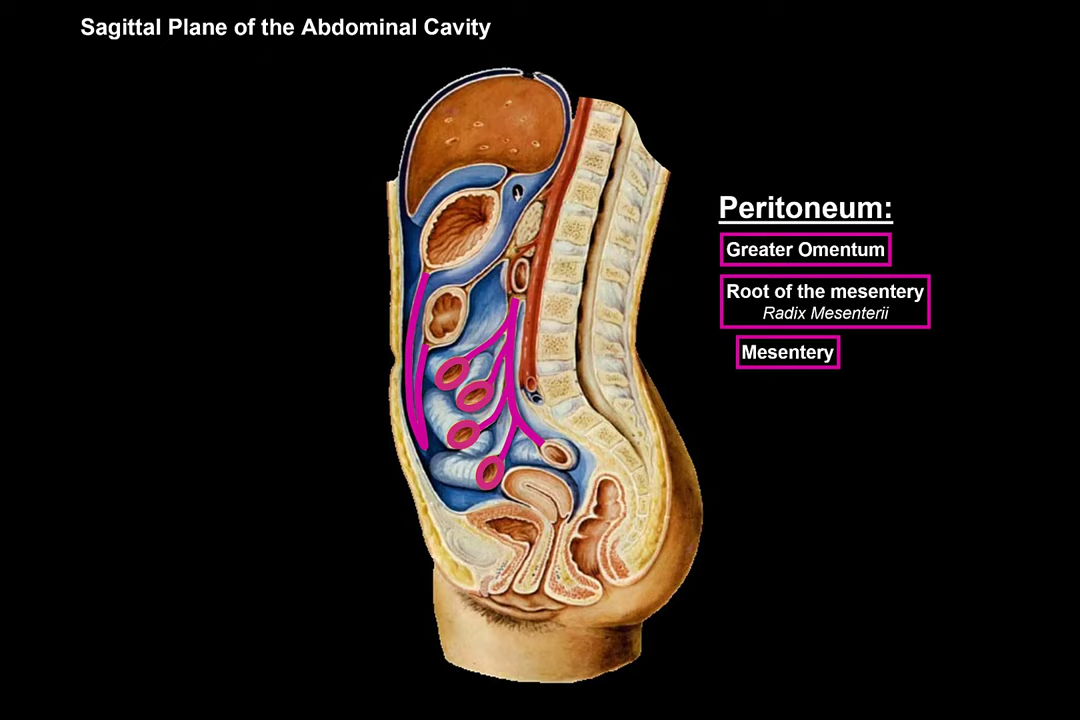 Sagittal Plane of the Abdominal Cavity
Peritoneum:
Greater Omentum
Root of the mesentery
Radix Mesenterii
Mesentery